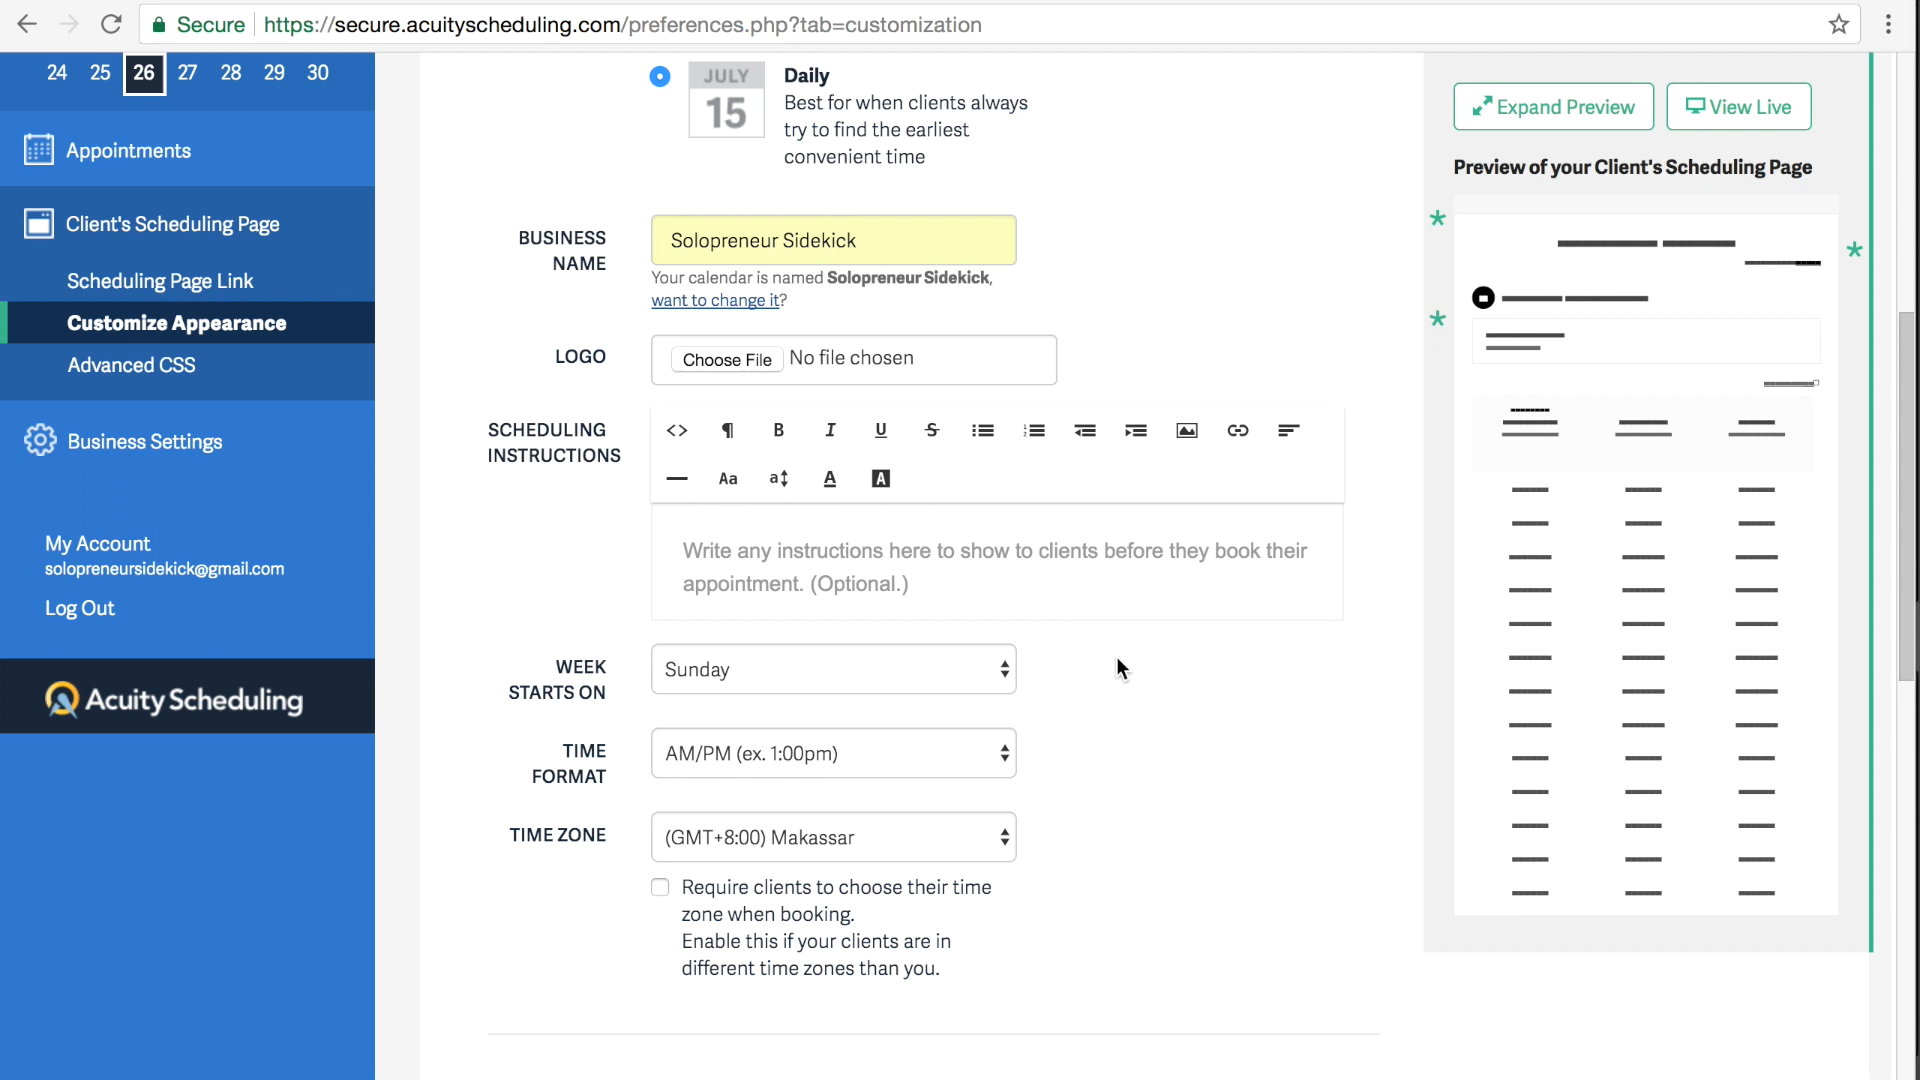 Secure https://secure.acuityscheduling.com/preferences.php?tab=customization
24 25 26 27 28 29 30
Appointments
Client's Scheduling Page
Scheduling Page Link
Customize Appearance
Advanced CSS
Business Settings
My Account
solopreneursidekick@gmail.com
Log Out
Acuity Scheduling
JULY
15
Daily
Best for when clients always
try to find the earliest
convenient time
BUSINESS
NAME
Solopreneur Sidekick
Your calendar is named Solopreneur Sidekick,
want to change it?
LOGO
Choose File No file chosen
SCHEDULING
INSTRUCTIONS
B I U S
Aa a A A
Write any instructions here to show to clients before they book their
appointment. (Optional.)
WEEK
STARTS ON
Sunday
TIME
FORMAT
AM/PM (ex. 1:00pm)
TIME ZONE
(GMT+8:00) Makassar
Require clients to choose their time
zone when booking.
Enable this if your clients are in
different time zones than you.
Expand Preview
View Live
Preview of your Client's Scheduling Page